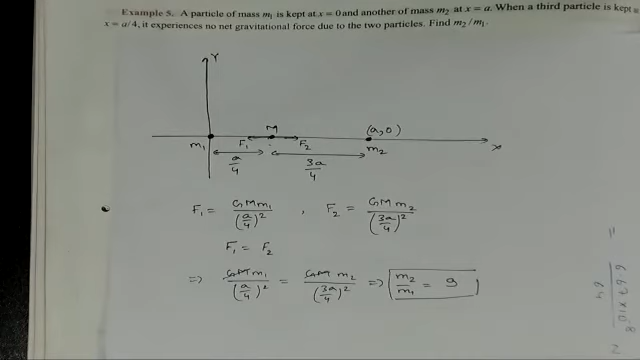 Example 5. A particle of mass m₁ is kept at x = 0 and another of mass m₂ at x = a. When a third particle is kept
x = a/4, it experiences no net gravitational force due to the two particles. Find m₂/m₁.
Y
M
(a,0)
m₁ F₁ F₂ m₂ x
a/4 3a/4
F₁ = GMm₁/(a/4)² , F₂ = GMm₂/(3a/4)²
F₁ = F₂
=> GMm₁/(a/4)² = GMm₂/(3a/4)² => m₂/m₁ = 9